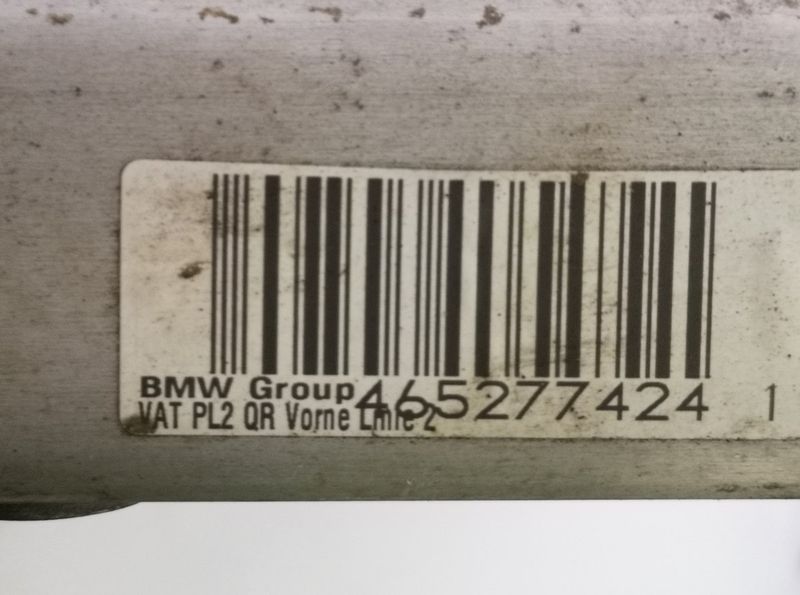 BMW Group 465277424 1
VAT PL2 QR Vorne Linie 2